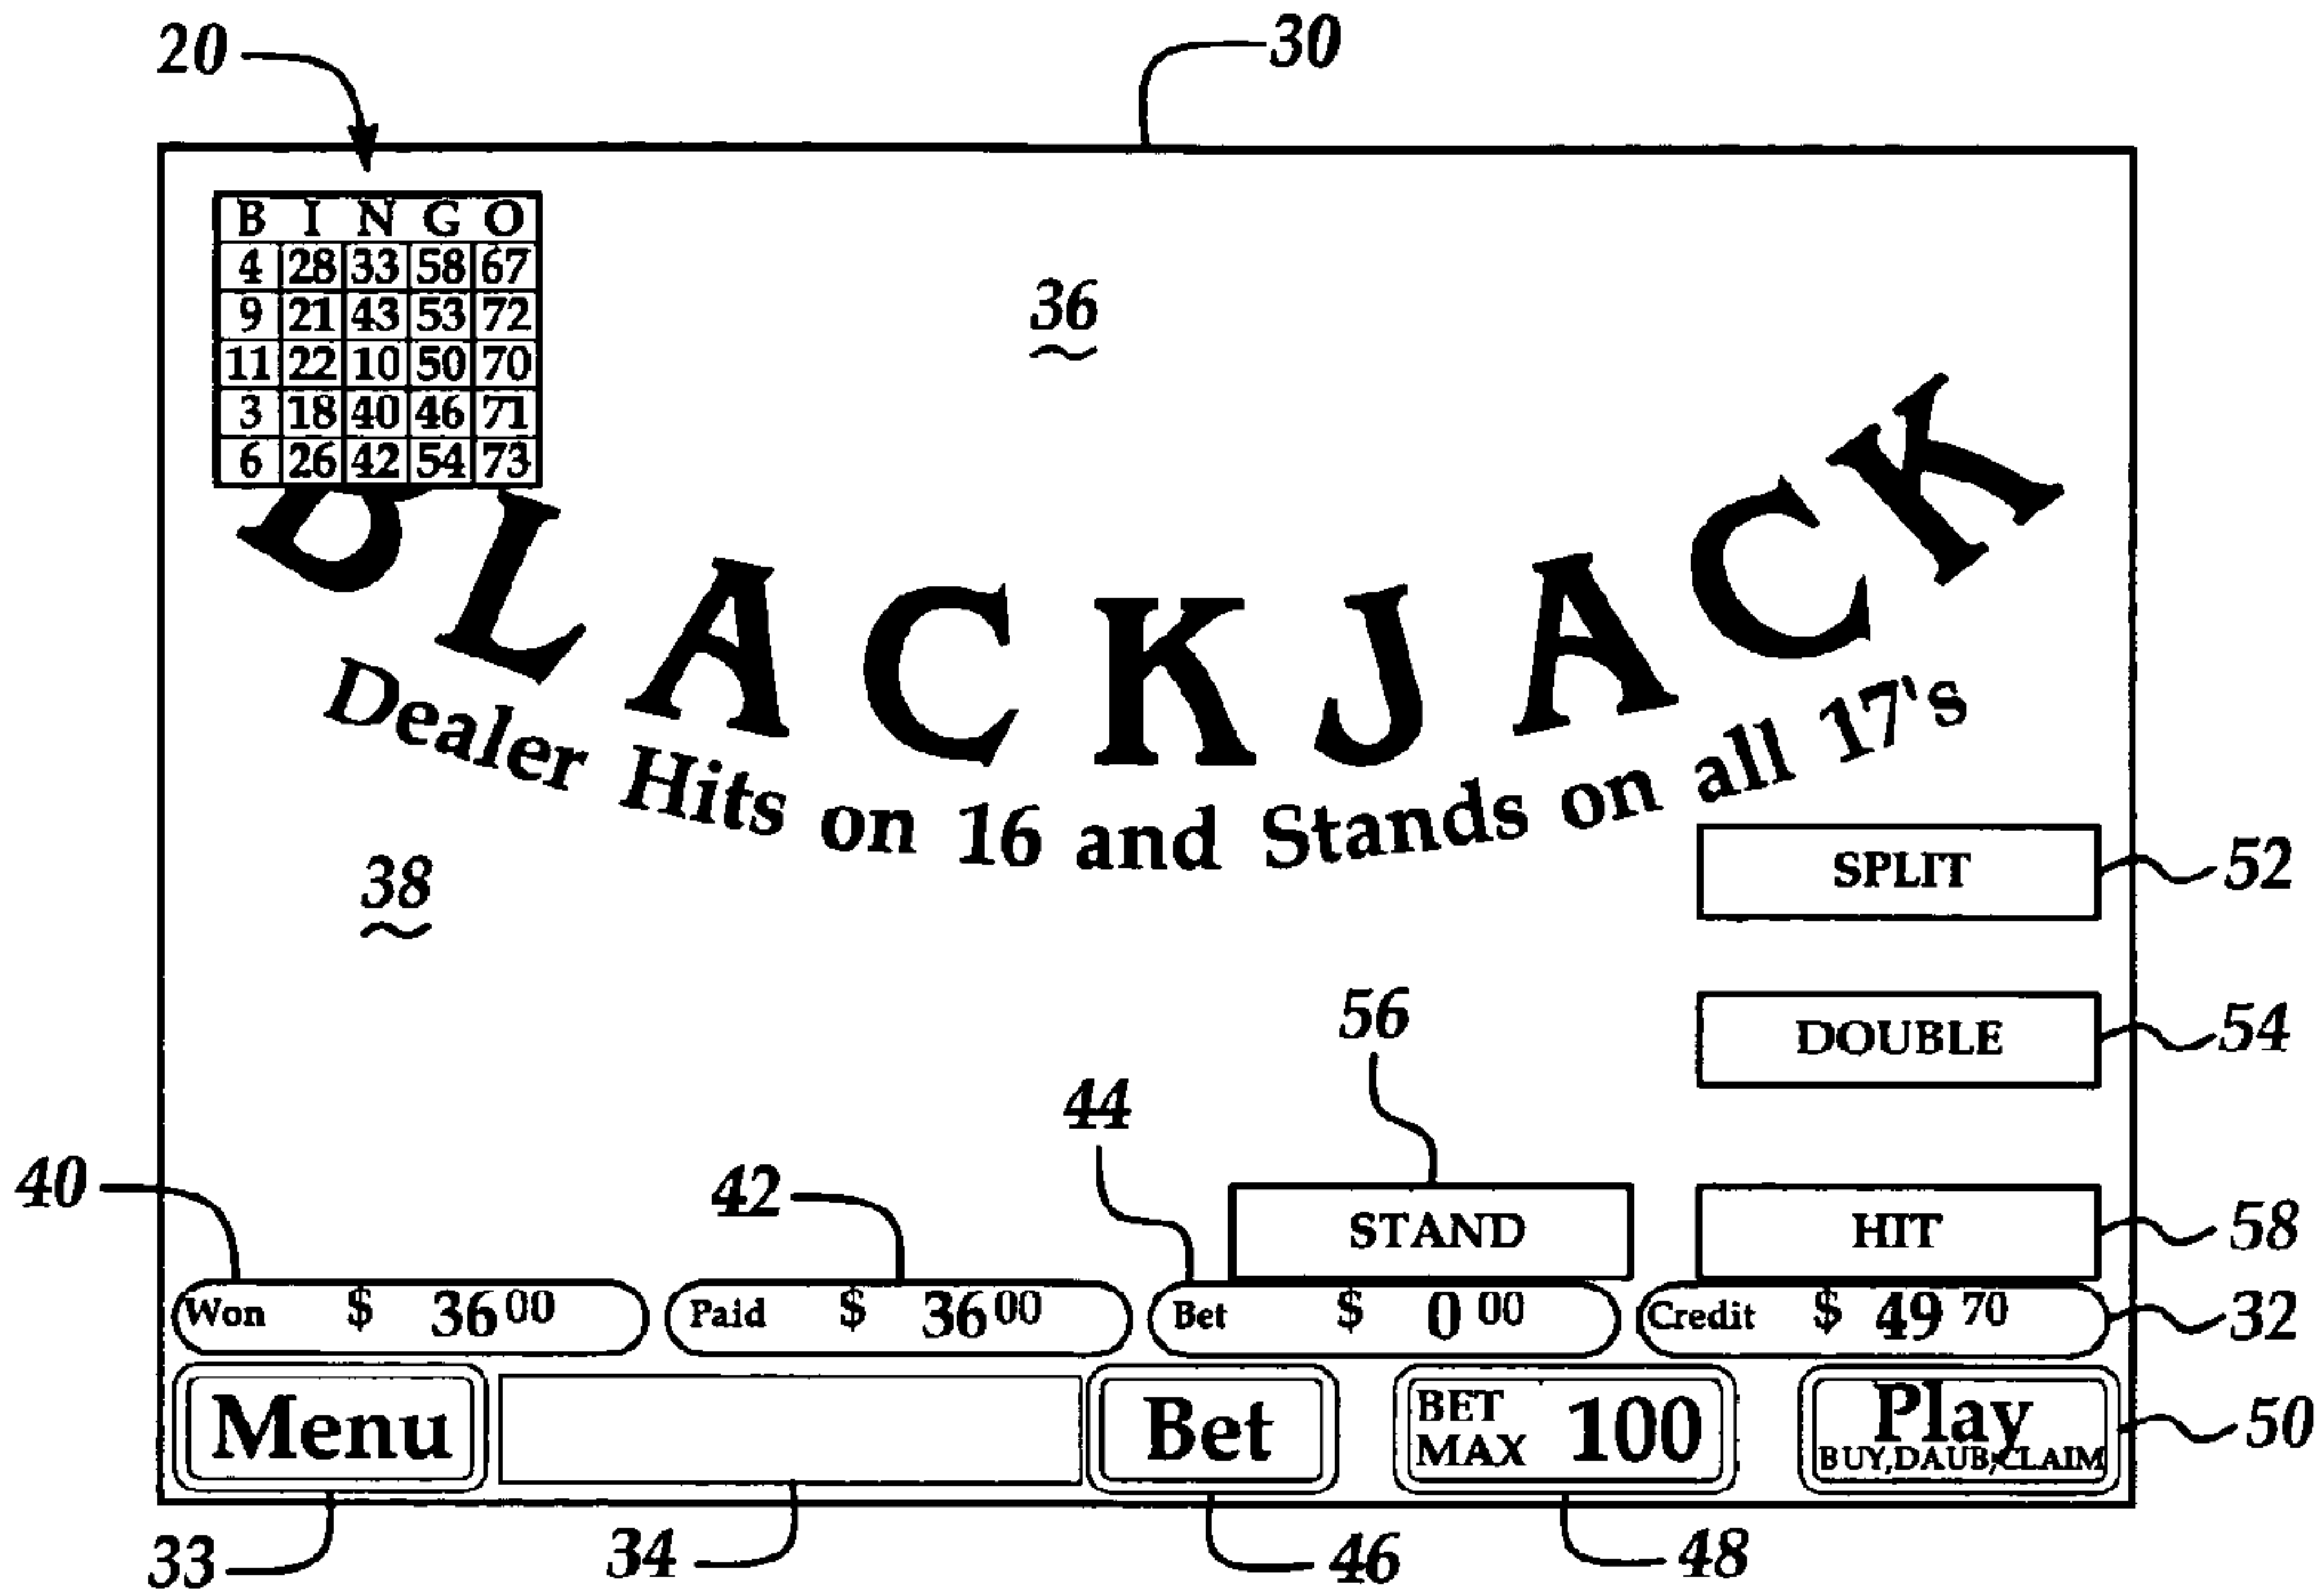 20
30
B I N G O
4 28 33 58 67
9 21 43 53 72
11 22 10 50 70
3 18 40 46 71
6 26 42 54 73
36
BLACKJACK
Dealer Hits on 16 and Stands on all 17's
38
SPLIT
52
DOUBLE
54
56
44
40
42
STAND
HIT
58
Won $ 36 00
Paid $ 36 00
Bet $ 0 00
Credit $ 49 70
32
Menu
Bet
BET
MAX
100
Play
BUY,DAUB,CLAIM
50
33
34
46
48